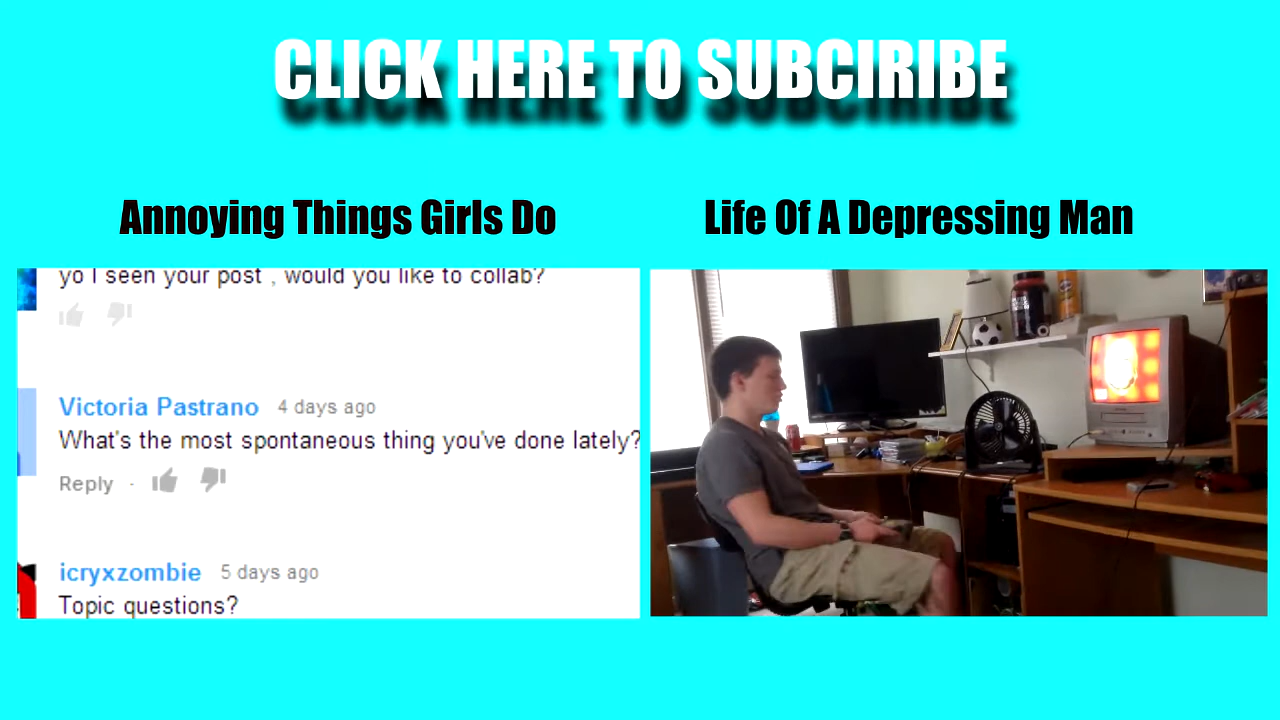 CLICK HERE TO SUBCIRIBE
Annoying Things Girls Do
Life Of A Depressing Man
yo I seen your post , would you like to collab?
Victoria Pastrano 4 days ago
What's the most spontaneous thing you've done lately?
Reply ·
icryxzombie 5 days ago
Topic questions?